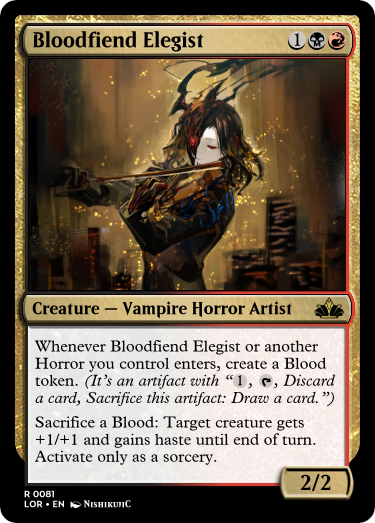 Bloodfiend Elegist 1
Creature — Vampire Horror Artist
Whenever Bloodfiend Elegist or another
Horror you control enters, create a Blood
token. (It's an artifact with “1, , Discard
a card, Sacrifice this artifact: Draw a card.”)
Sacrifice a Blood: Target creature gets
+1/+1 and gains haste until end of turn.
Activate only as a sorcery.
2/2
R 0081
LOR • EN NISHIKUJIC